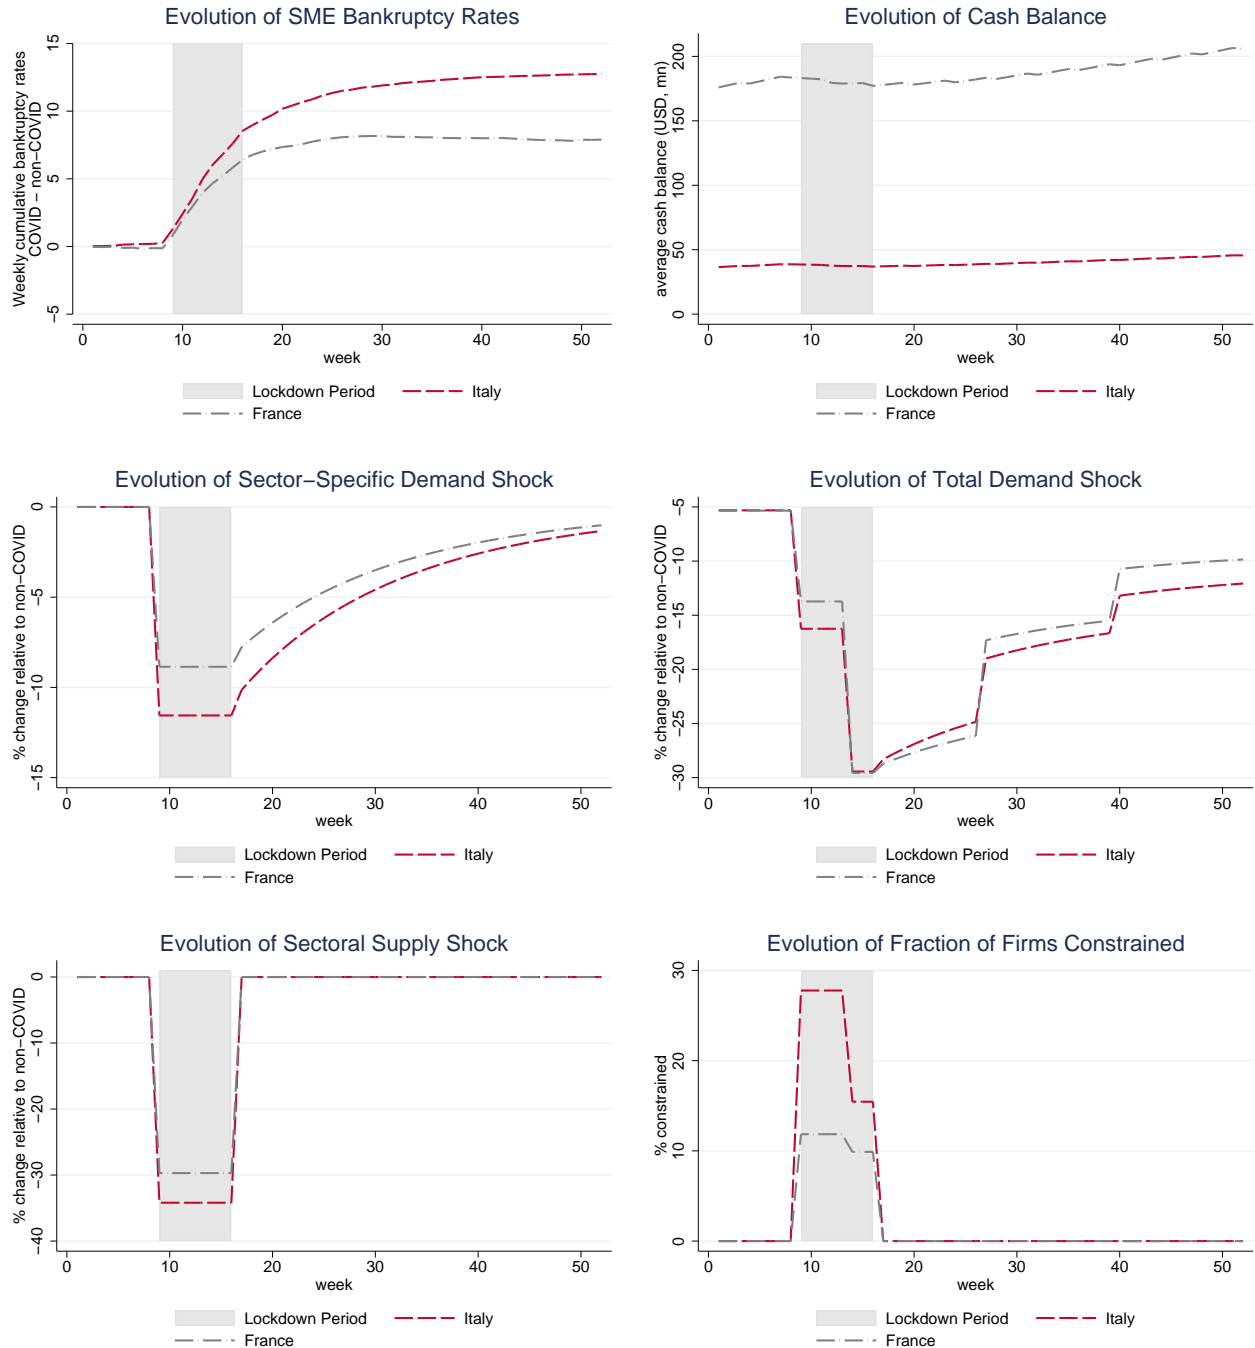 Evolution of SME Bankruptcy Rates
Weekly cumulative bankruptcy rates
COVID − non−COVID
15
10
5
0
−5
0 10 20 30 40 50
week
Lockdown Period Italy
France
Evolution of Cash Balance
average cash balance (USD, mn)
200
150
100
50
0
0 10 20 30 40 50
week
Lockdown Period Italy
France
Evolution of Sector−Specific Demand Shock
% change relative to non−COVID
0
−5
−10
−15
0 10 20 30 40 50
week
Lockdown Period Italy
France
Evolution of Total Demand Shock
% change relative to non−COVID
−5
−10
−15
−20
−25
−30
0 10 20 30 40 50
week
Lockdown Period Italy
France
Evolution of Sectoral Supply Shock
% change relative to non−COVID
0
−10
−20
−30
−40
0 10 20 30 40 50
week
Lockdown Period Italy
France
Evolution of Fraction of Firms Constrained
% constrained
30
20
10
0
0 10 20 30 40 50
week
Lockdown Period Italy
France